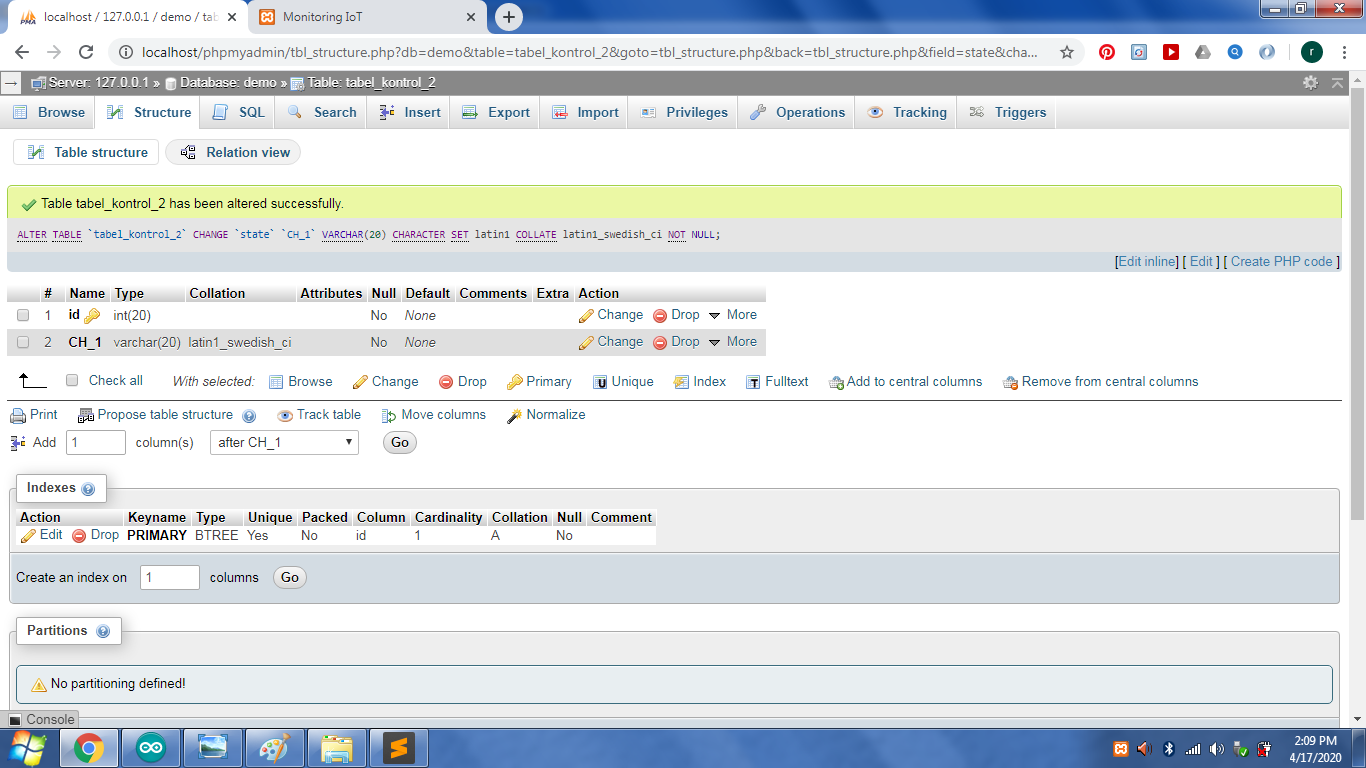 localhost / 127.0.0.1 / demo / tab
Monitoring IoT
localhost/phpmyadmin/tbl_structure.php?db=demo&table=tabel_kontrol_2&goto=tbl_structure.php&back=tbl_structure.php&field=state&cha...
r
Server: 127.0.0.1 » Database: demo » Table: tabel_kontrol_2
Browse Structure SQL Search Insert Export Import Privileges Operations Tracking Triggers
Table structure Relation view
Table tabel_kontrol_2 has been altered successfully.
ALTER TABLE `tabel_kontrol_2` CHANGE `state` `CH_1` VARCHAR(20) CHARACTER SET latin1 COLLATE latin1_swedish_ci NOT NULL;
[Edit inline] [ Edit ] [ Create PHP code ]
# Name Type Collation Attributes Null Default Comments Extra Action
1 id int(20) No None Change Drop More
2 CH_1 varchar(20) latin1_swedish_ci No None Change Drop More
Check all With selected: Browse Change Drop Primary Unique Index Fulltext Add to central columns Remove from central columns
Print Propose table structure Track table Move columns Normalize
Add 1 column(s) after CH_1 Go
Indexes
Action Keyname Type Unique Packed Column Cardinality Collation Null Comment
Edit Drop PRIMARY BTREE Yes No id 1 A No
Create an index on 1 columns Go
Partitions
No partitioning defined!
Console
2:09 PM
4/17/2020